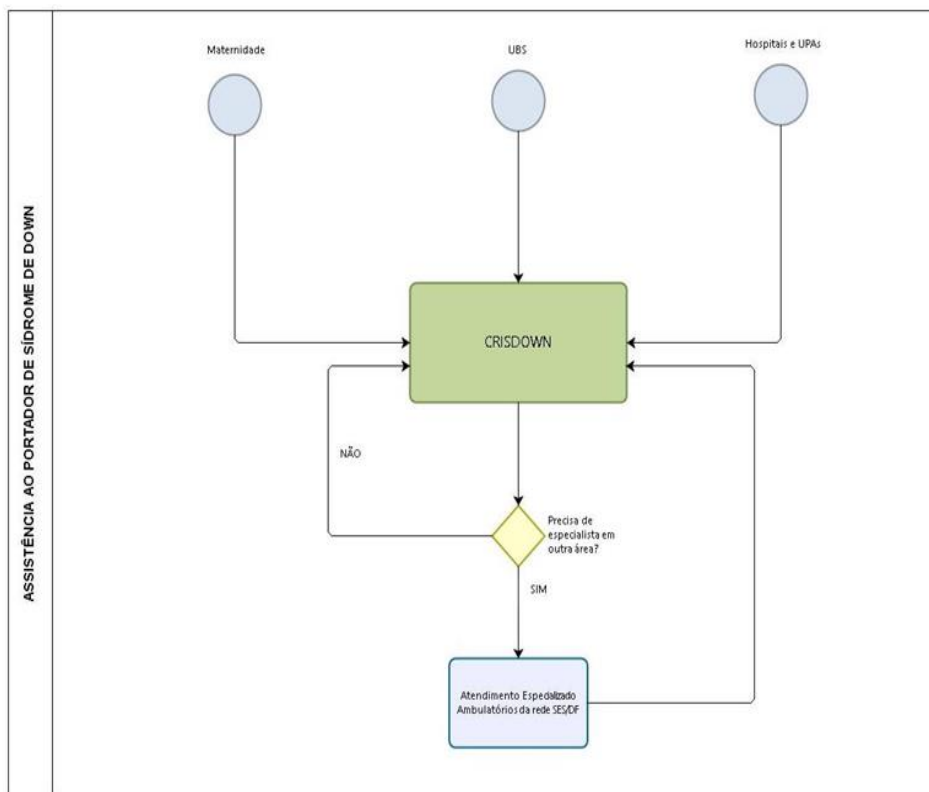 ASSISTÊNCIA AO PORTADOR DE SÍDROME DE DOWN
Maternidade
UBS
Hospitais e UPAs
CRISDOWN
NÃO
Precisa de
especialista em
outra área?
SIM
Atendimento Especializado
Ambulatórios da rede SES/DF